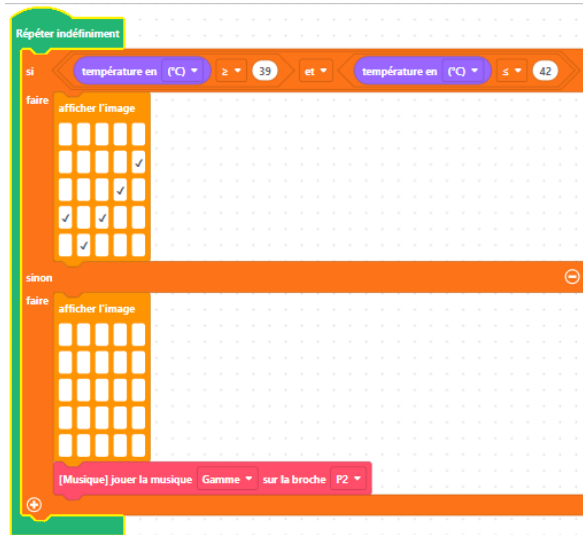 Répéter indéfiniment
si température en (°C) ≥ 39 et température en (°C) ≤ 42
faire
afficher l'image
sinon
faire
afficher l'image
[Musique] jouer la musique Gamme sur la broche P2